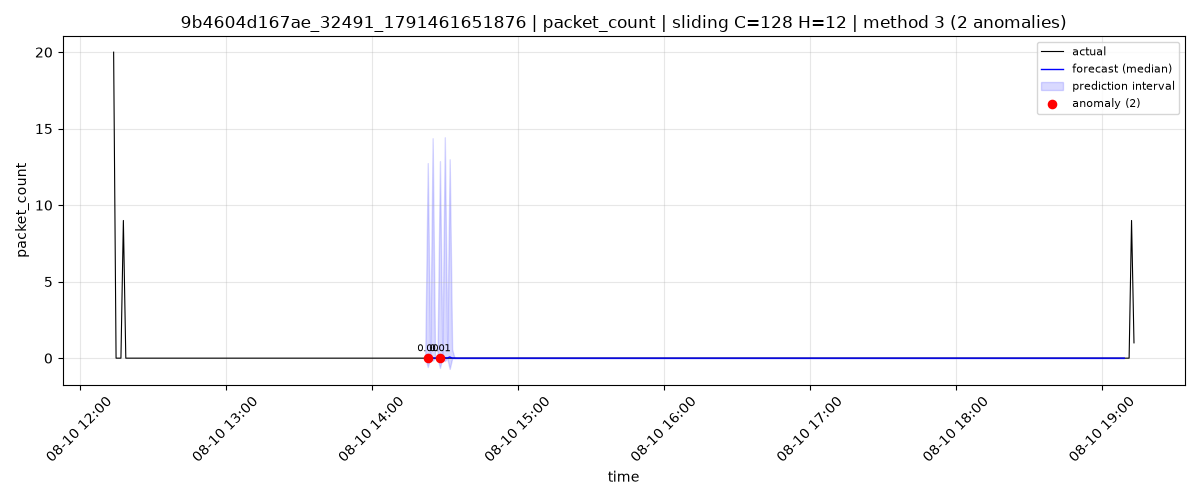 9b4604d167ae_32491_1791461651876 | packet_count | sliding C=128 H=12 | method 3 (2 anomalies)
actual
forecast (median)
prediction interval
anomaly (2)
20
15
10
5
0
packet_count
0.01
08-10 12:00
08-10 13:00
08-10 14:00
08-10 15:00
08-10 16:00
08-10 17:00
08-10 18:00
08-10 19:00
time